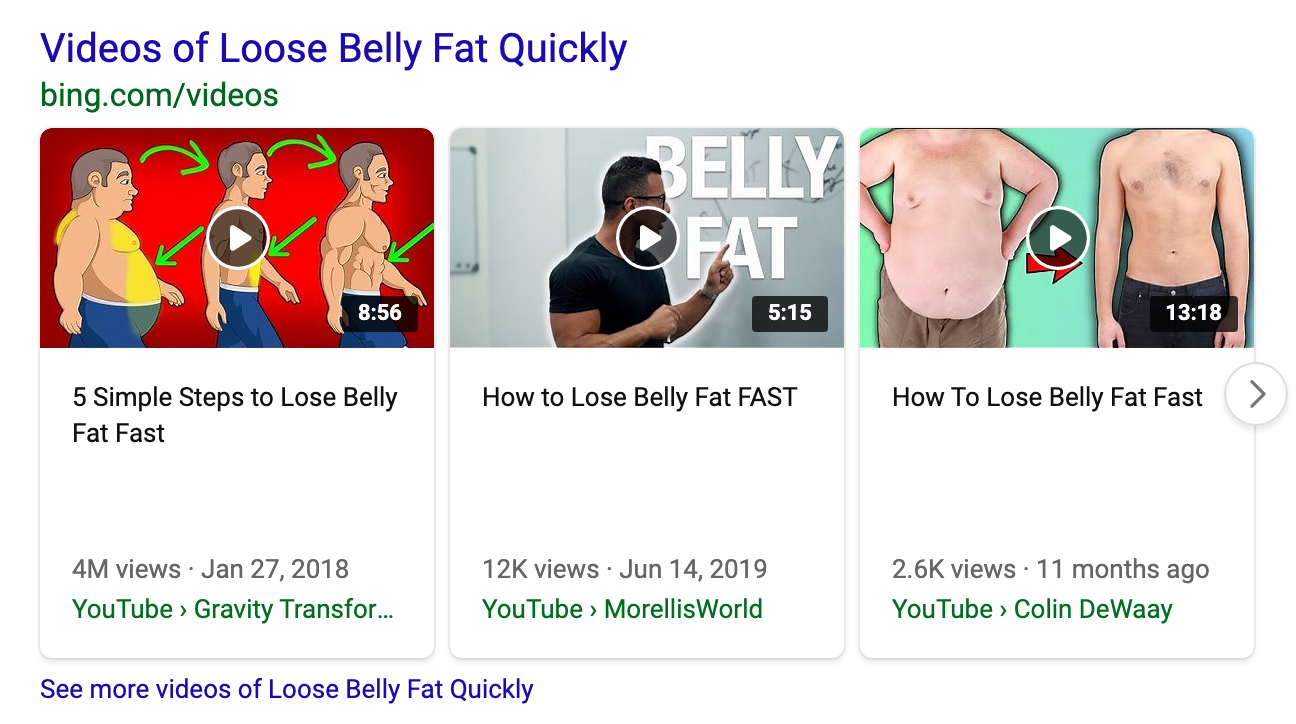 Videos of Loose Belly Fat Quickly
bing.com/videos
8:56
5 Simple Steps to Lose Belly
Fat Fast
4M views · Jan 27, 2018
YouTube › Gravity Transfor...
BELLY
FAT
5:15
How to Lose Belly Fat FAST
12K views · Jun 14, 2019
YouTube › MorellisWorld
13:18
How To Lose Belly Fat Fast
2.6K views · 11 months ago
YouTube › Colin DeWaay
See more videos of Loose Belly Fat Quickly